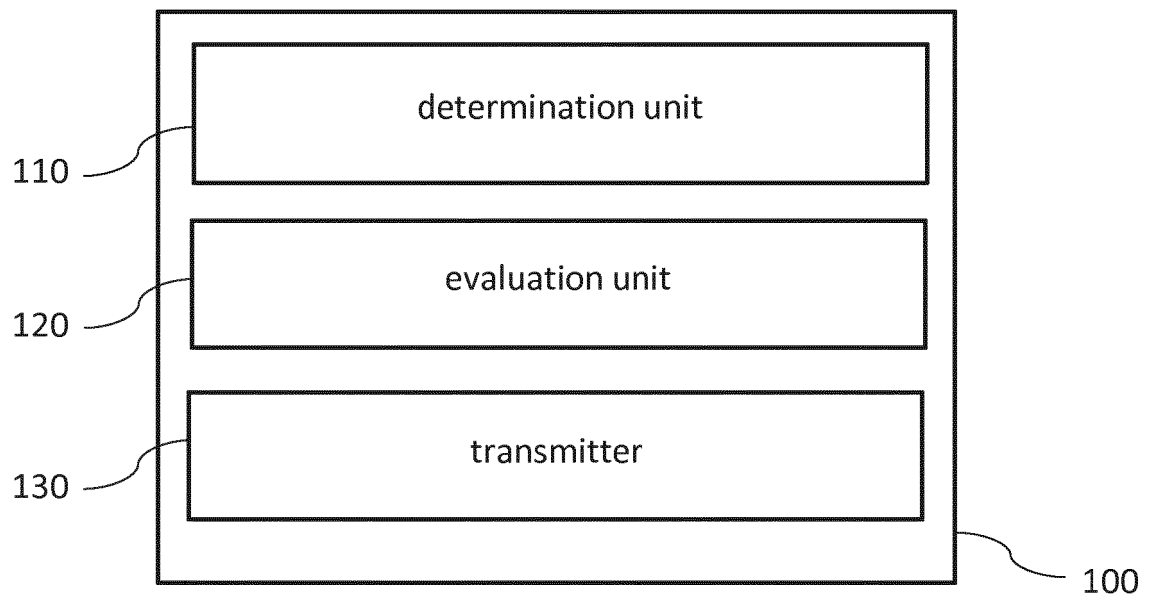 determination unit
110
evaluation unit
120
transmitter
130
100